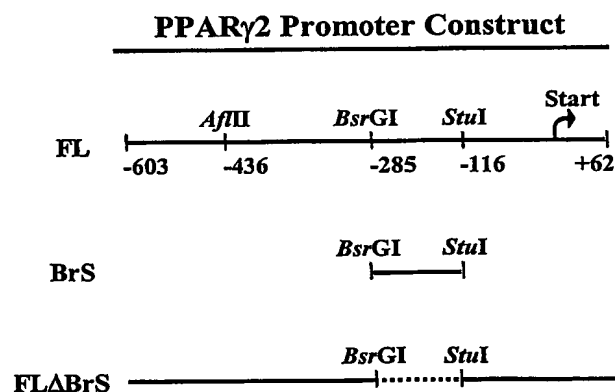 PPARγ2 Promoter Construct
Start
AflII BsrGI StuI
FL
-603 -436 -285 -116 +62
BsrGI StuI
BrS
BsrGI StuI
FLΔBrS